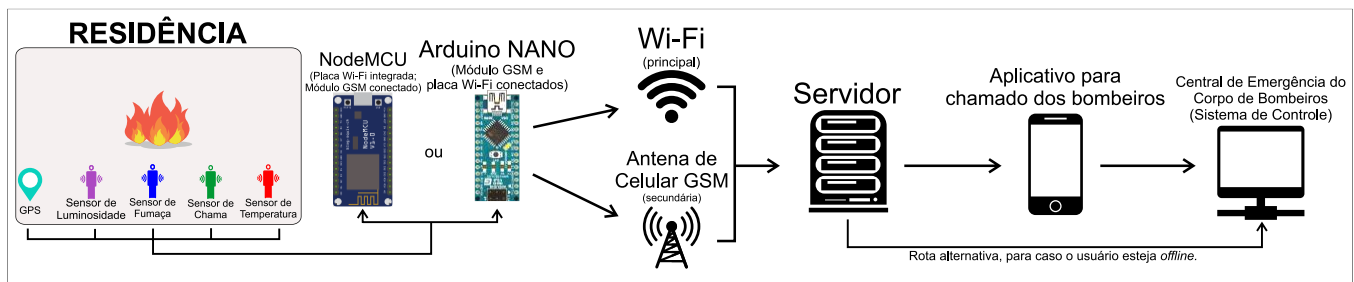 RESIDÊNCIA
GPS
Sensor de
Luminosidade
Sensor de
Fumaça
Sensor de
Chama
Sensor de
Temperatura
NodeMCU
(Placa Wi-Fi integrada;
Módulo GSM conectado)
NodeMCU
V1.0
ou
Arduino NANO
(Módulo GSM e
placa Wi-Fi conectados)
Wi-Fi
(principal)
Antena de
Celular GSM
(secundária)
Servidor
Aplicativo para
chamado dos bombeiros
Central de Emergência do
Corpo de Bombeiros
(Sistema de Controle)
Rota alternativa, para caso o usuário esteja offline.